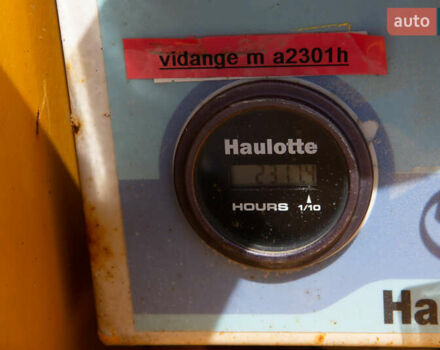 auto
vidange m a2301h
Haulotte
HOURS 1/10
Ha